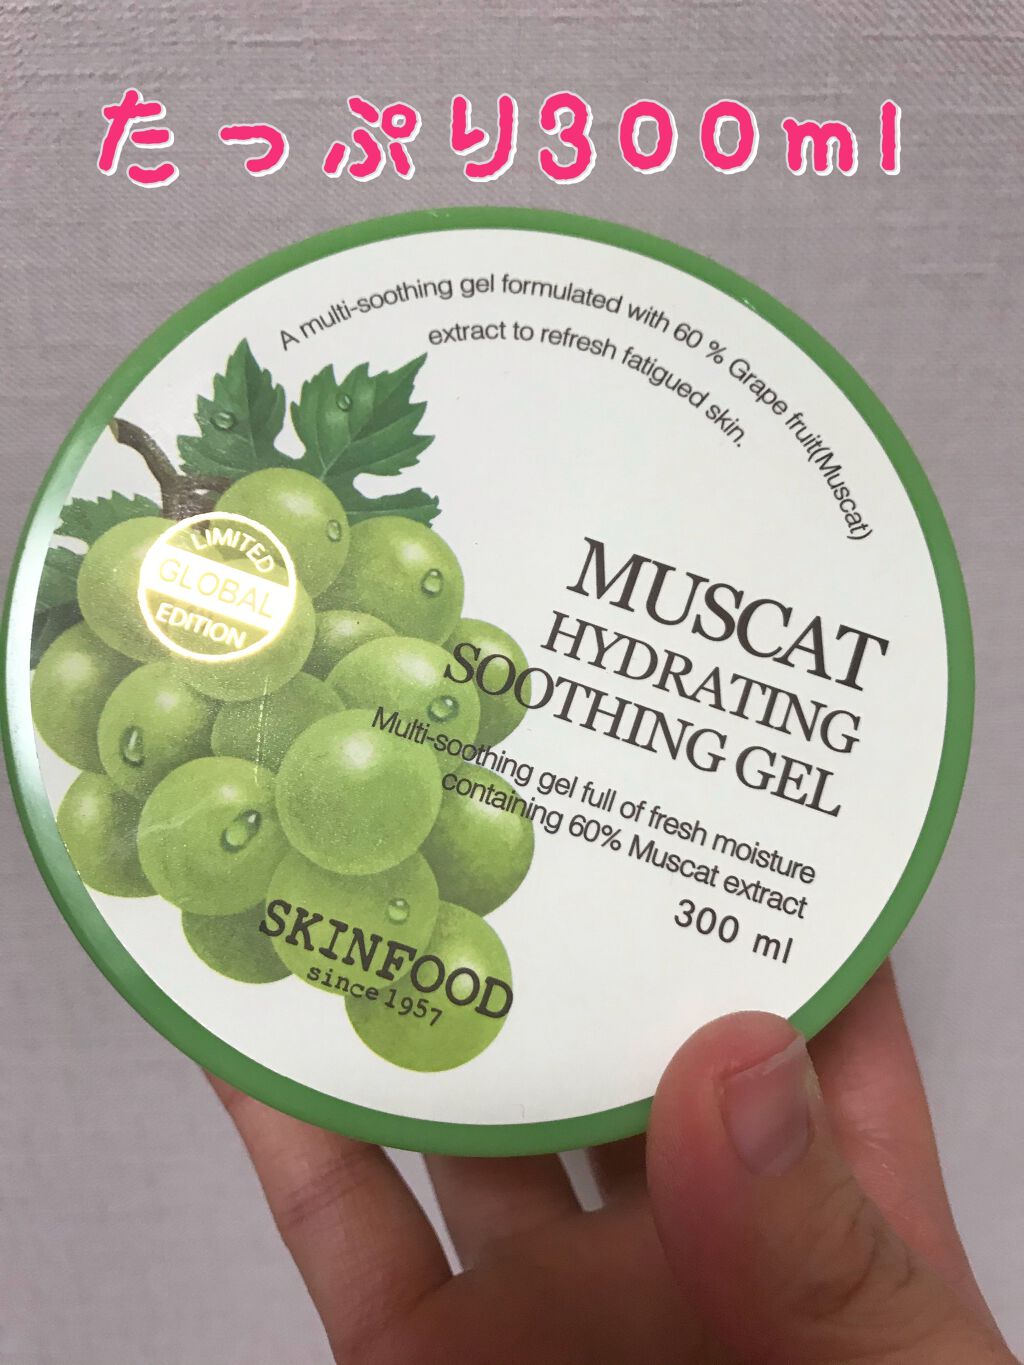 たっぷり300ml
A multi-soothing gel formulated with 60 % Grape fruit(Muscat)
extract to refresh fatigued skin.
LIMITED
GLOBAL
EDITION
MUSCAT
HYDRATING
SOOTHING GEL
Multi-soothing gel full of fresh moisture
containing 60% Muscat extract
300 ml
SKINFOOD
since 1957